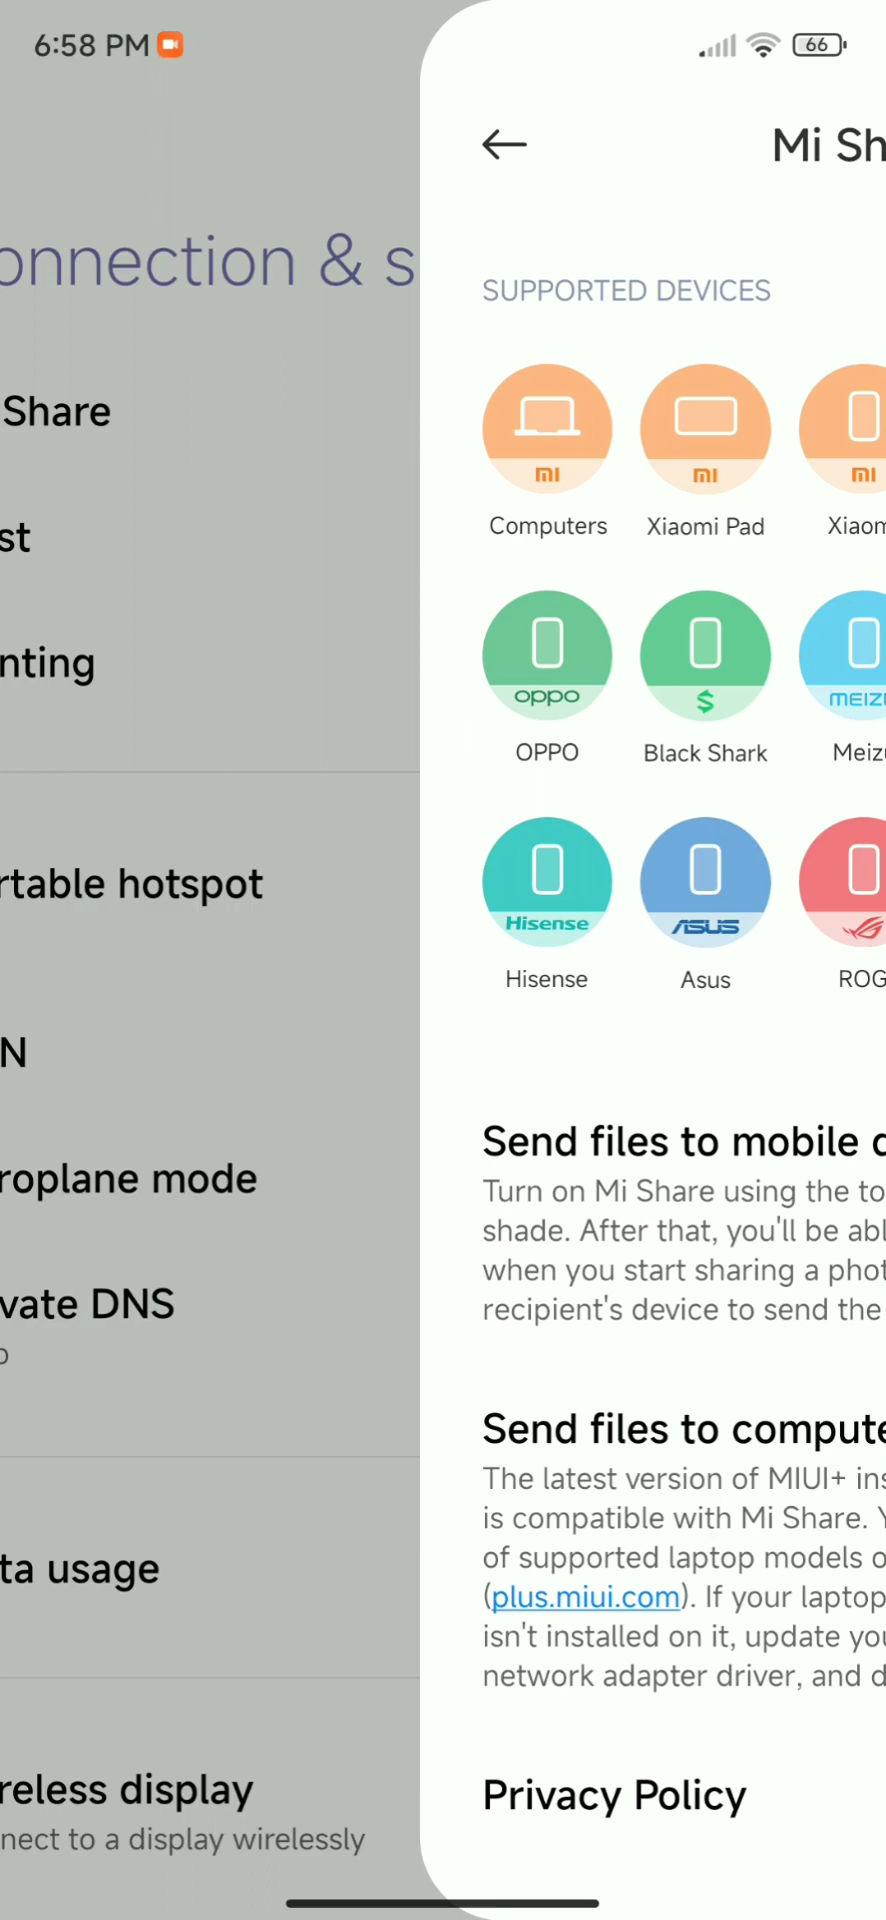 6:58 PM
66
onnection & s
Share
st
nting
rtable hotspot
N
roplane mode
vate DNS
ta usage
reless display
nect to a display wirelessly
Mi Sh
SUPPORTED DEVICES
mi
mi
mi
Computers
Xiaomi Pad
Xiaom
oppo
MEIZU
OPPO
Black Shark
Meizu
Hisense
ASUS
Hisense
Asus
ROG
Send files to mobile d
Turn on Mi Share using the to
shade. After that, you'll be abl
when you start sharing a phot
recipient's device to send the
Send files to compute
The latest version of MIUI+ ins
is compatible with Mi Share. Y
of supported laptop models o
(plus.miui.com). If your laptop
isn't installed on it, update you
network adapter driver, and d
Privacy Policy